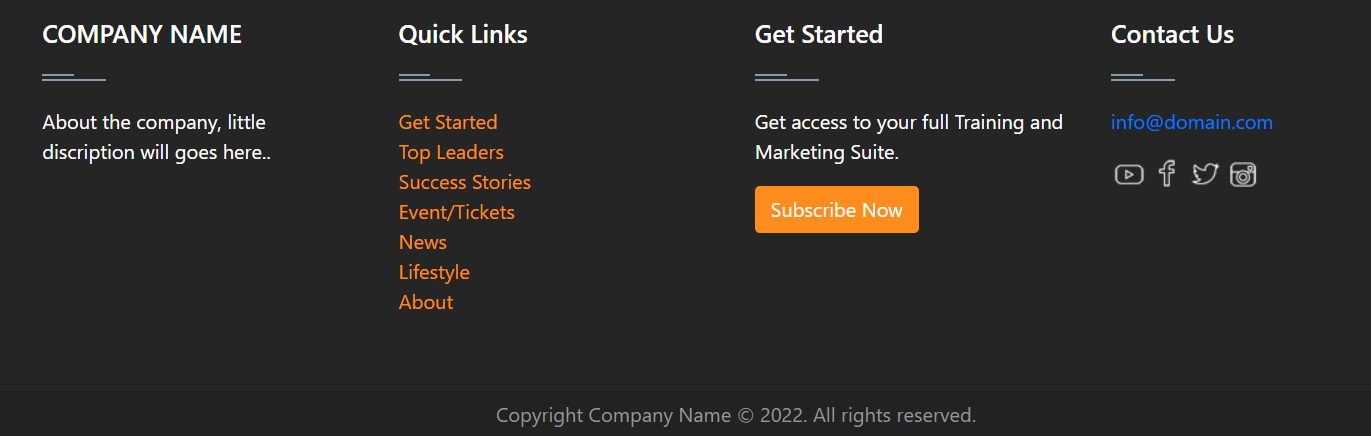 COMPANY NAME
About the company, little
discription will goes here..
Quick Links
Get Started
Top Leaders
Success Stories
Event/Tickets
News
Lifestyle
About
Get Started
Get access to your full Training and
Marketing Suite.
Subscribe Now
Contact Us
info@domain.com
Copyright Company Name © 2022. All rights reserved.